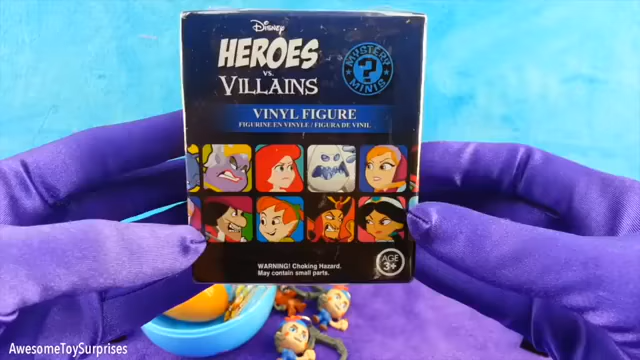 Disney
HEROES
VS.
VILLAINS
MYSTERY
?
MINIS
VINYL FIGURE
FIGURINE EN VINYLE / FIGURA DE VINIL
WARNING! Choking Hazard.
May contain small parts.
AGE
3+
AwesomeToySurprises